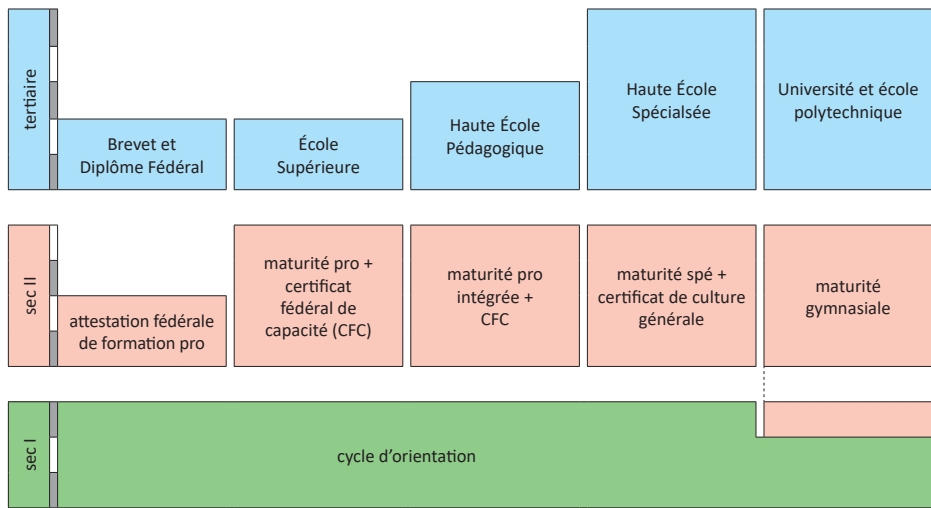 tertiaire
Brevet et
Diplôme Fédéral
École
Supérieure
Haute École
Pédagogique
Haute École
Spécialsée
Université et école
polytechnique
sec II
attestation fédérale
de formation pro
maturité pro +
certificat
fédéral de
capacité (CFC)
maturité pro
intégrée +
CFC
maturité spé +
certificat de culture
générale
maturité
gymnasiale
sec I
cycle d'orientation